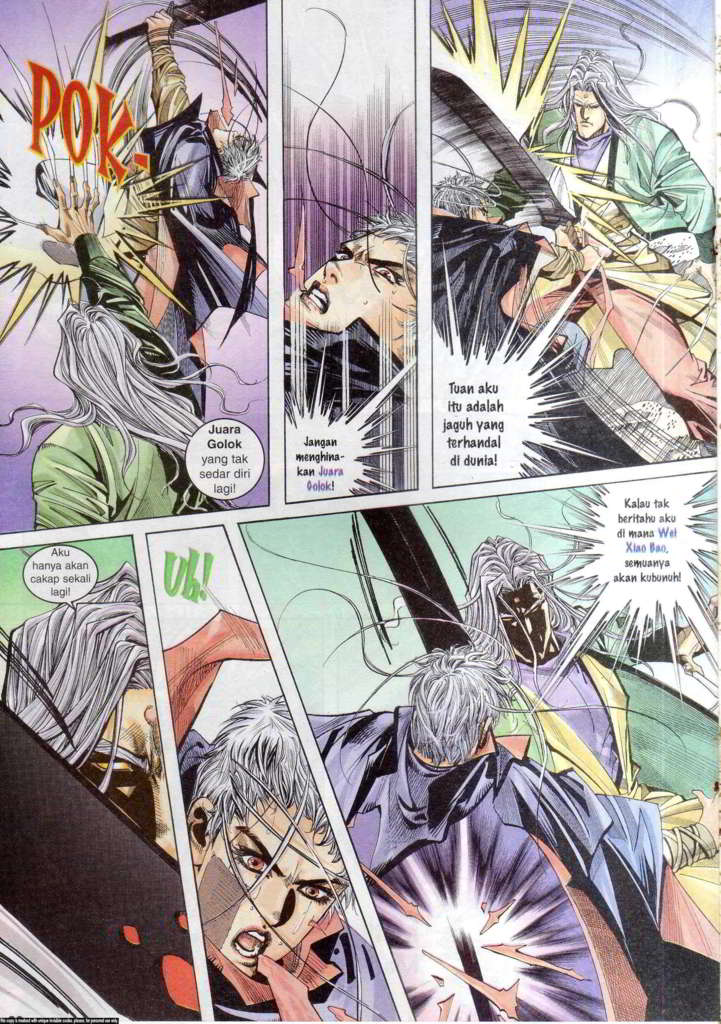 POK.
Juara
Golok
yang tak
sedar diri
lagi!
Jangan
menghina-
kan Juara
Golok!
Tuan aku
itu adalah
jaguh yang
terhandal
di dunia!
Aku
hanya akan
cakap sekali
lagi!
Uh!
Kalau tak
beritahu aku
di mana Wei
Xiao Bao,
semuanya
akan kubunuh!